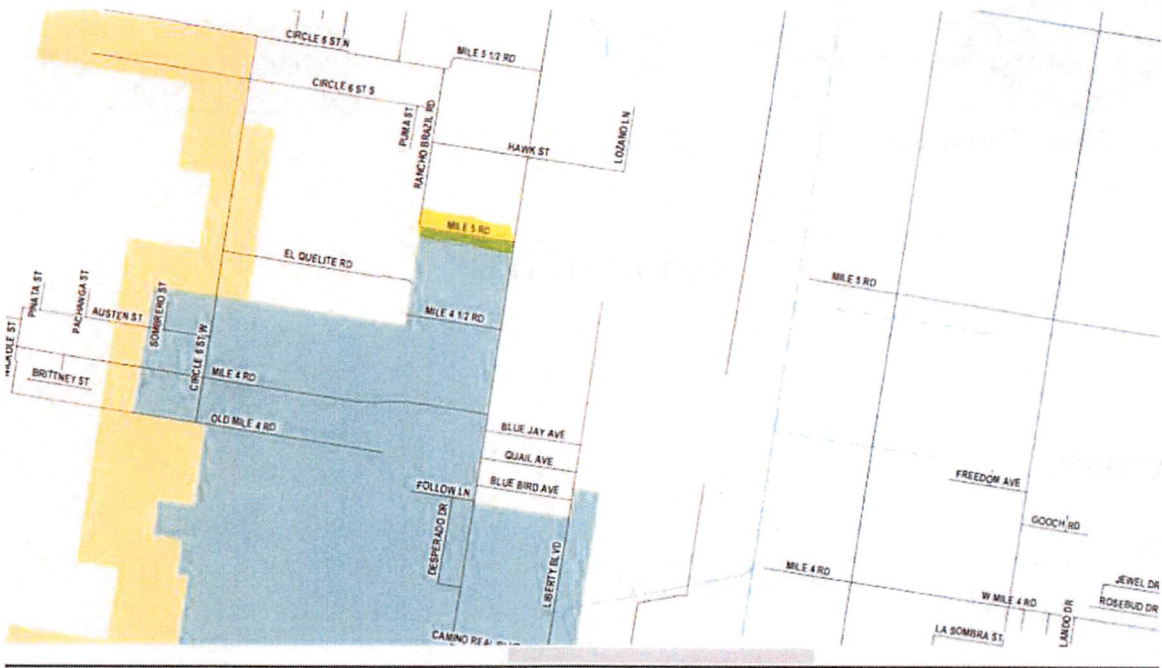 CIRCLE 6 ST N
MILE 5 1/2 RD
CIRCLE 6 ST S
PUMA ST
RANCHO BRAZIL RD
HAWK ST
LOZANO LN
MILE 5 RD
EL QUELITE RD
MILE 5 RD
PINATA ST
PACHANGA ST
AUSTEN ST
SOMBRERO ST
MILE 4 1/2 RD
CIRCLE 6 ST W
BRITTNEY ST
MILE 4 RD
OLD MILE 4 RD
BLUE JAY AVE
QUAIL AVE
BLUE BIRD AVE
FOLLOW LN
DESPERADO DR
LIBERTY BLVD
FREEDOM AVE
GOOCH RD
MILE 4 RD
W MILE 4 RD
JEWEL DR
ROSEBUD DR
LANDO DR
LA SOMBRA ST
CAMINO REAL